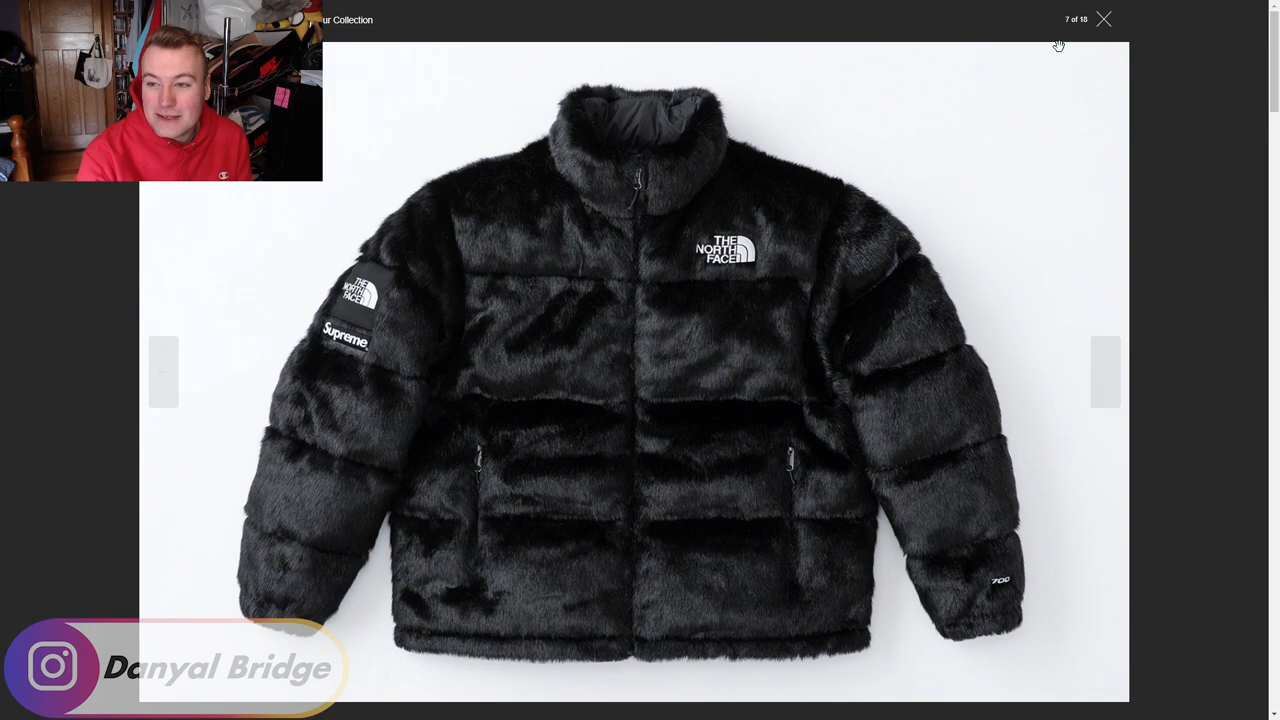 ur Collection
7 of 18
THE
NORTH
FACE
THE
NORTH
FACE
Supreme
700
Danyal Bridge